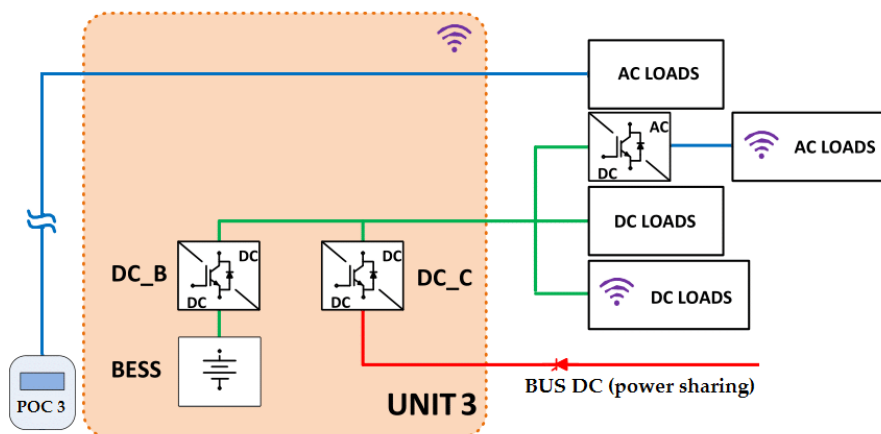 AC LOADS
AC
DC
AC LOADS
DC LOADS
DC LOADS
DC_B
DC
DC
DC
DC
DC_C
BESS
POC 3
UNIT 3
BUS DC (power sharing)